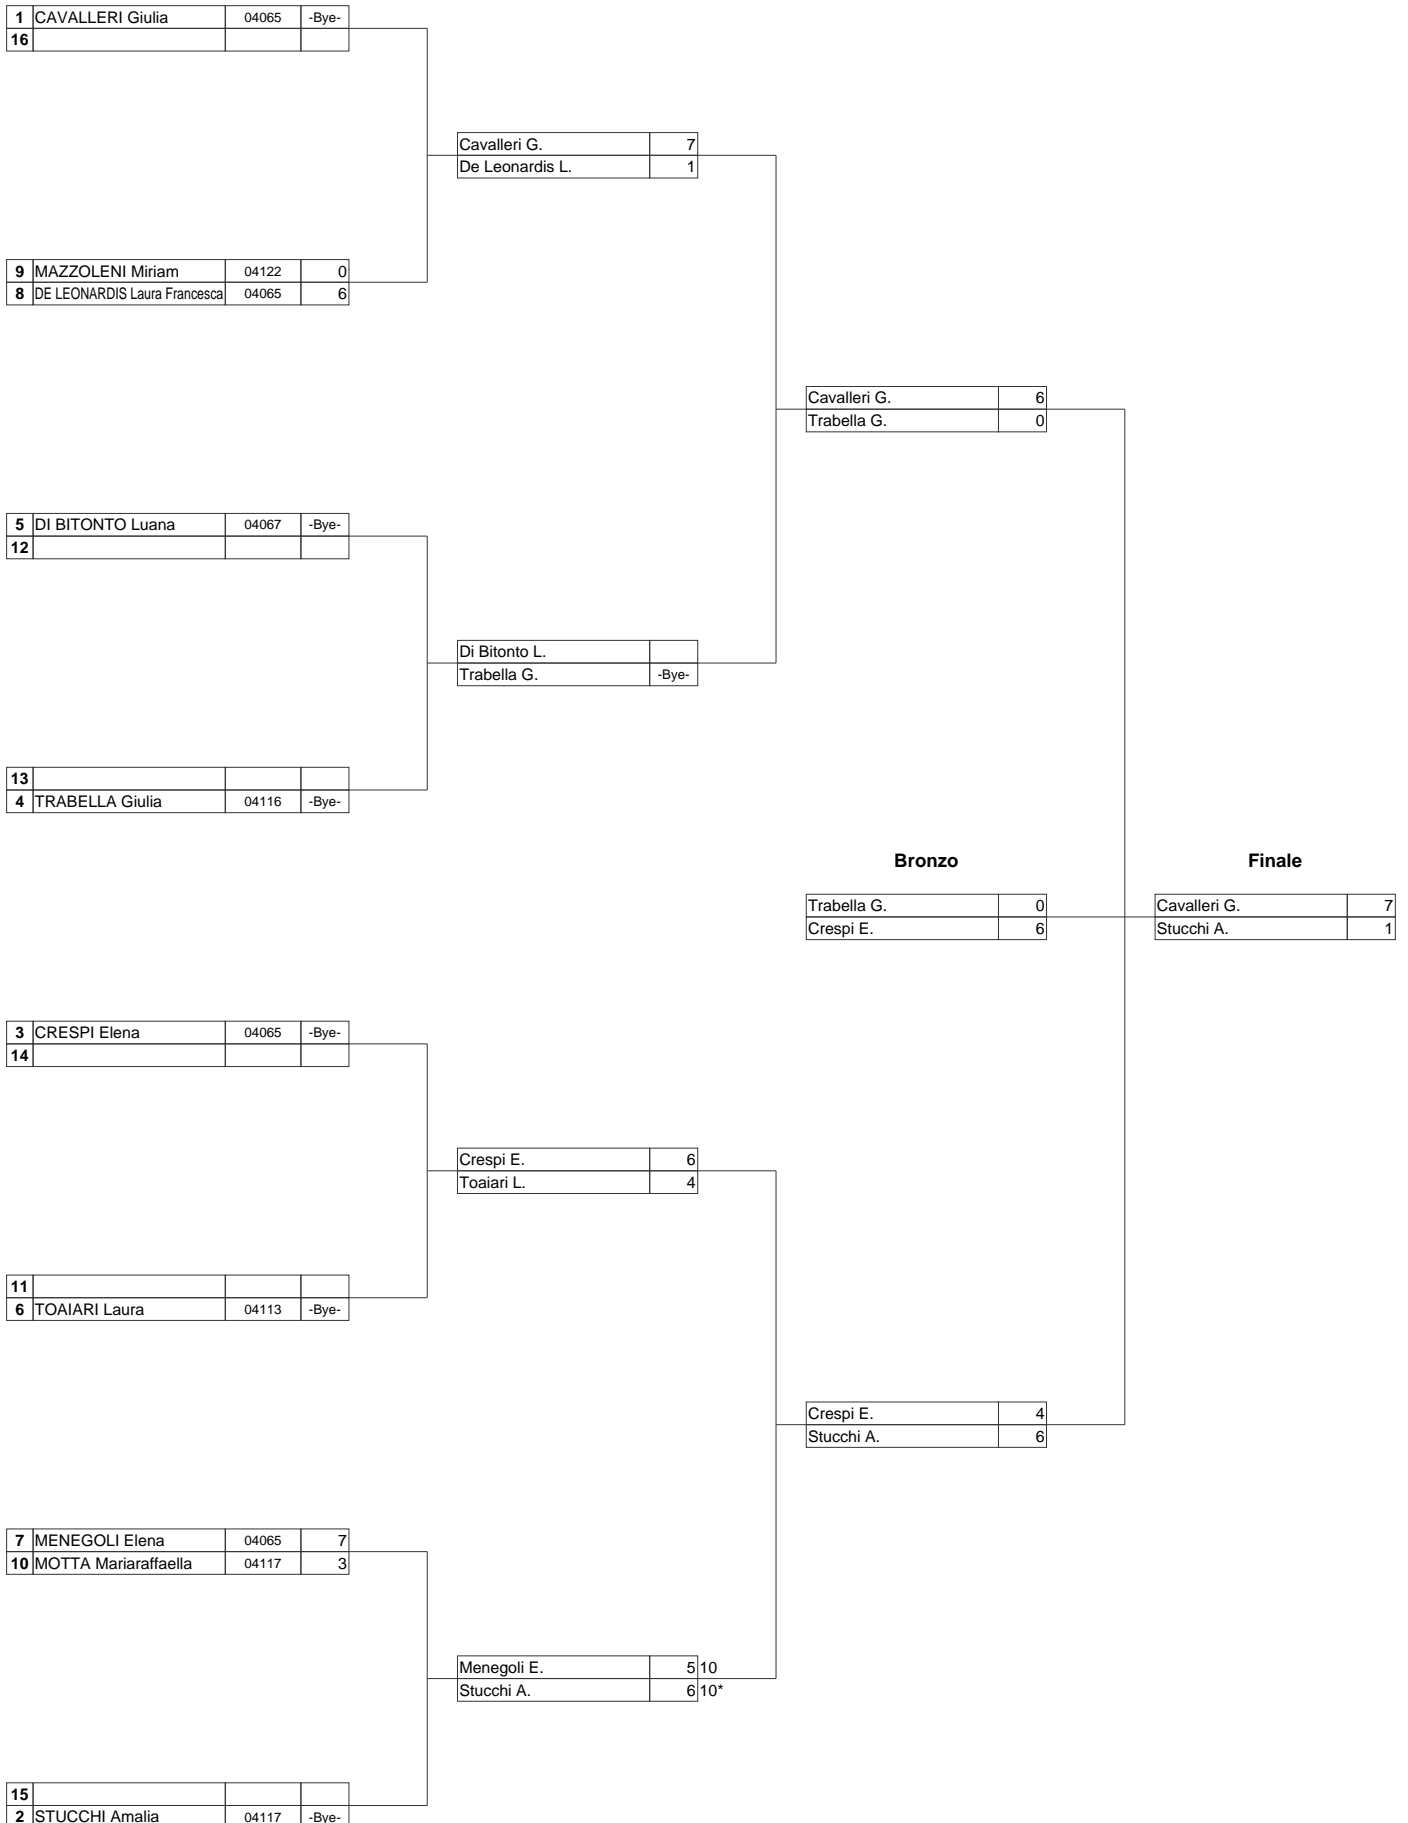 1 CAVALLERI Giulia 04065 -Bye-
16
Cavalleri G. 7
De Leonardis L. 1
9 MAZZOLENI Miriam 04122 0
8 DE LEONARDIS Laura Francesca 04065 6
Cavalleri G. 6
Trabella G. 0
5 DI BITONTO Luana 04067 -Bye-
12
Di Bitonto L.
Trabella G. -Bye-
13
4 TRABELLA Giulia 04116 -Bye-
Bronzo Finale
Trabella G. 0 Cavalleri G. 7
Crespi E. 6 Stucchi A. 1
3 CRESPI Elena 04065 -Bye-
14
Crespi E. 6
Toaiari L. 4
11
6 TOAIARI Laura 04113 -Bye-
Crespi E. 4
Stucchi A. 6
7 MENEGOLI Elena 04065 7
10 MOTTA Mariaraffaella 04117 3
Menegoli E. 5 10
Stucchi A. 6 10*
15
2 STUCCHI Amalia 04117 -Bye-